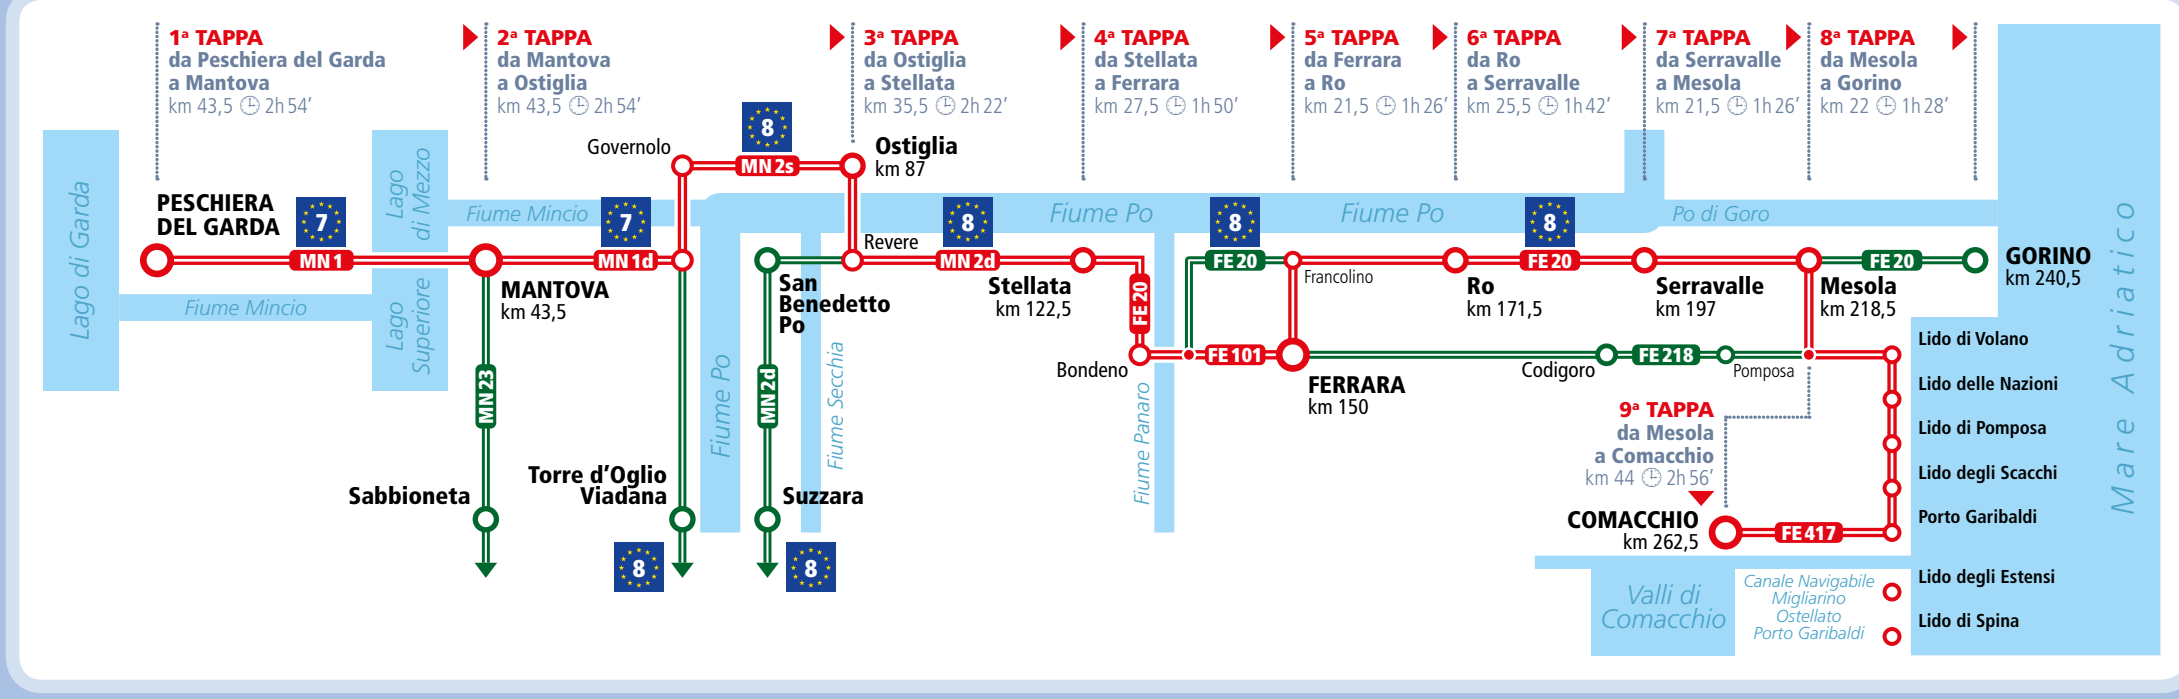 1ª TAPPA
da Peschiera del Garda
a Mantova
km 43,5 2h 54’
2ª TAPPA
da Mantova
a Ostiglia
km 43,5 2h 54’
3ª TAPPA
da Ostiglia
a Stellata
km 35,5 2h 22’
4ª TAPPA
da Stellata
a Ferrara
km 27,5 1h 50’
5ª TAPPA
da Ferrara
a Ro
km 21,5 1h 26’
6ª TAPPA
da Ro
a Serravalle
km 25,5 1h 42’
7ª TAPPA
da Serravalle
a Mesola
km 21,5 1h 26’
8ª TAPPA
da Mesola
a Gorino
km 22 1h 28’
Lago di Garda
PESCHIERA
DEL GARDA
7
MN 1
Fiume Mincio
Lago
di Mezzo
Lago
Superiore
Fiume Mincio
7
MN 1d
MANTOVA
km 43,5
MN 23
Sabbioneta
Governolo
8
MN 2s
Ostiglia
km 87
Torre d’Oglio
Viadana
8
Fiume Po
Revere
San
Benedetto
Po
MN 2d
Suzzara
8
Fiume Secchia
8
MN 2d
Stellata
km 122,5
Fiume Po
FE 20
Bondeno
Fiume Panaro
8
FE 20
FE 101
Francolino
FERRARA
km 150
Fiume Po
Ro
km 171,5
8
FE 20
Serravalle
km 197
Po di Goro
Mesola
km 218,5
FE 20
GORINO
km 240,5
Codigoro
FE 218
Pomposa
9ª TAPPA
da Mesola
a Comacchio
km 44 2h 56’
COMACCHIO
km 262,5
FE 417
Lido di Volano
Lido delle Nazioni
Lido di Pomposa
Lido degli Scacchi
Porto Garibaldi
Lido degli Estensi
Lido di Spina
Mare Adriatico
Valli di
Comacchio
Canale Navigabile
Migliarino
Ostellato
Porto Garibaldi